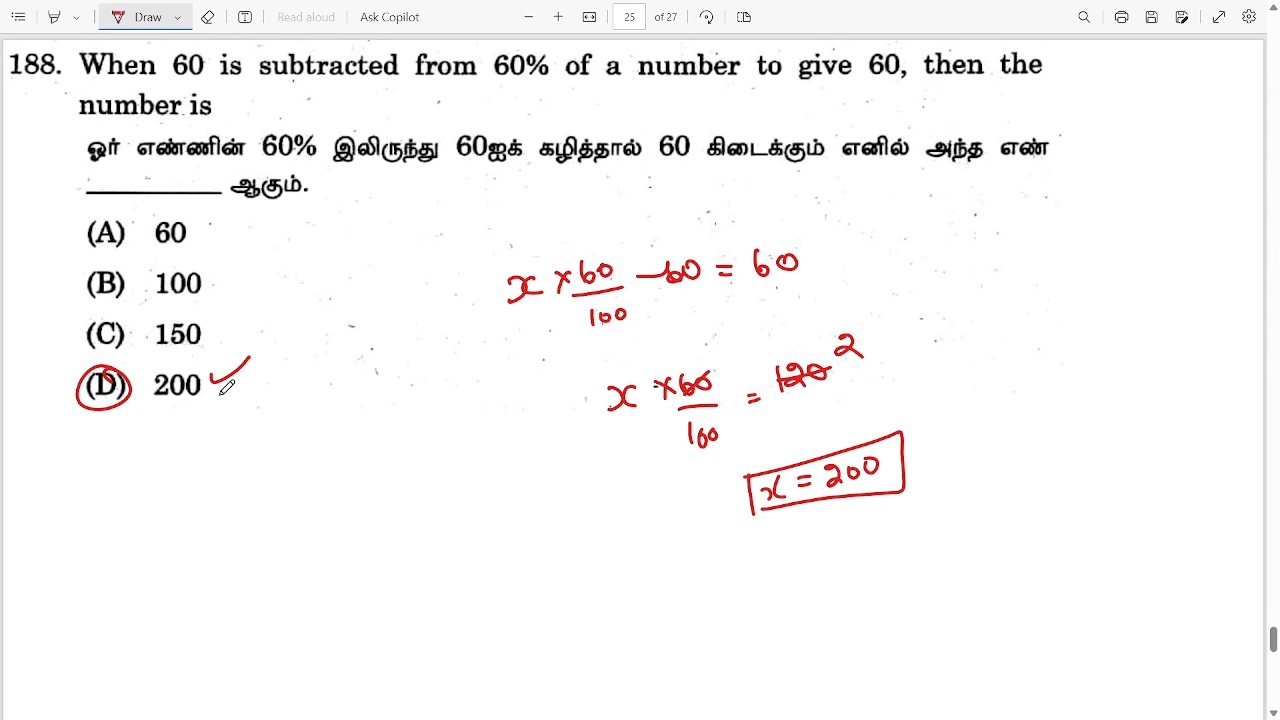 Draw
Read aloud
Ask Copilot
25 of 27
188. When 60 is subtracted from 60% of a number to give 60, then the
number is
ஓர் எண்ணின் 60% இலிருந்து 60ஐக் கழித்தால் 60 கிடைக்கும் எனில் அந்த எண்
__________ ஆகும்.
(A) 60
(B) 100
(C) 150
(D) 200
x × 60/100 – 60 = 60
x × 60/100 = 120 2
x = 200